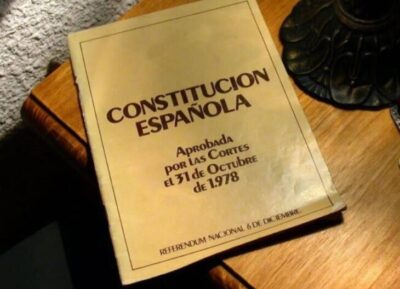 CONSTITUCION
ESPAÑOLA
Aprobada
por las Cortes
el 31 de Octubre
de 1.978
REFERENDUM NACIONAL 6 DE DICIEMBRE